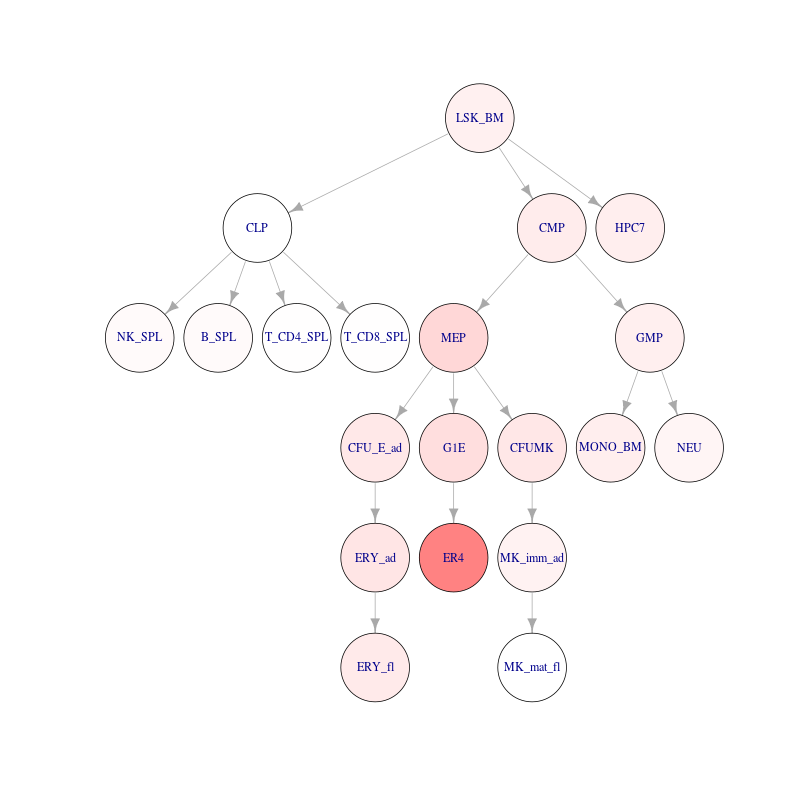 LSK_BM
CLP
CMP
HPC7
NK_SPL
B_SPL
T_CD4_SPL
T_CD8_SPL
MEP
GMP
CFU_E_ad
G1E
CFUMK
MONO_BM
NEU
ERY_ad
ER4
MK_imm_ad
ERY_fl
MK_mat_fl